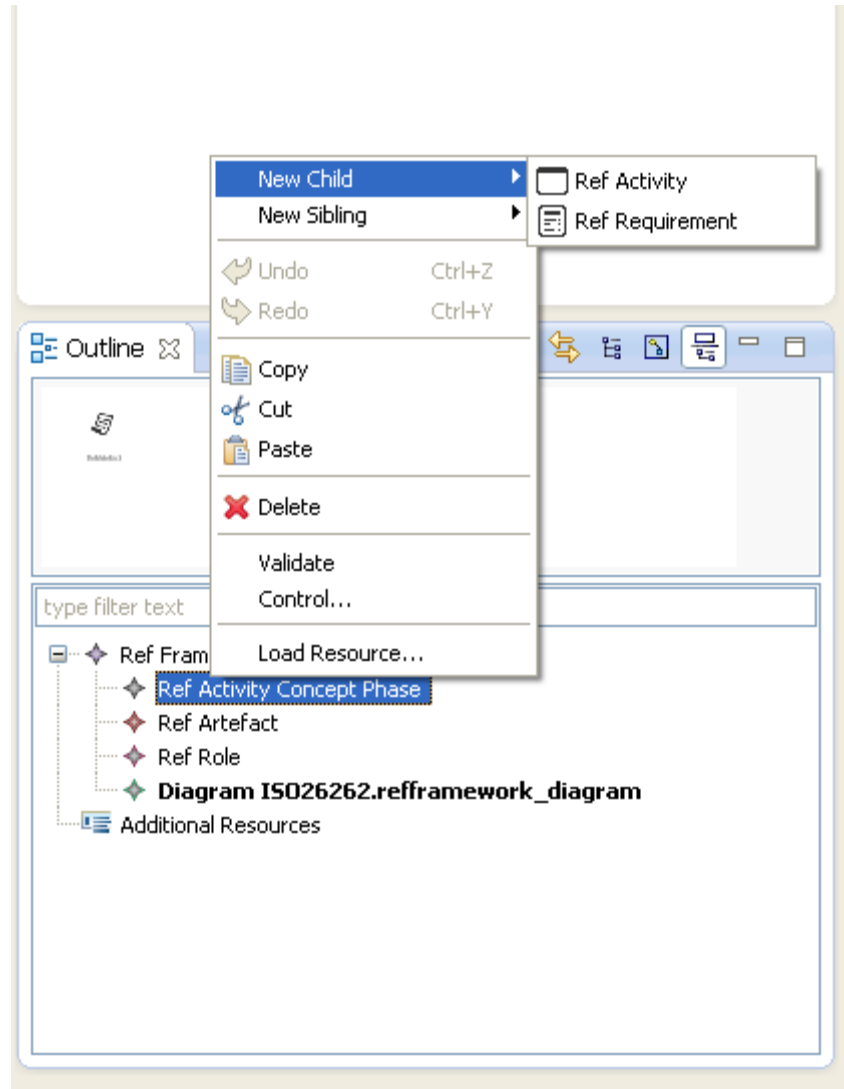 New Child
Ref Activity
New Sibling
Ref Requirement
Undo Ctrl+Z
Redo Ctrl+Y
Outline
Copy
Cut
Paste
Delete
Validate
type filter text
Control...
Ref Fram
Load Resource...
Ref Activity Concept Phase
Ref Artefact
Ref Role
Diagram ISO26262.refframework_diagram
Additional Resources